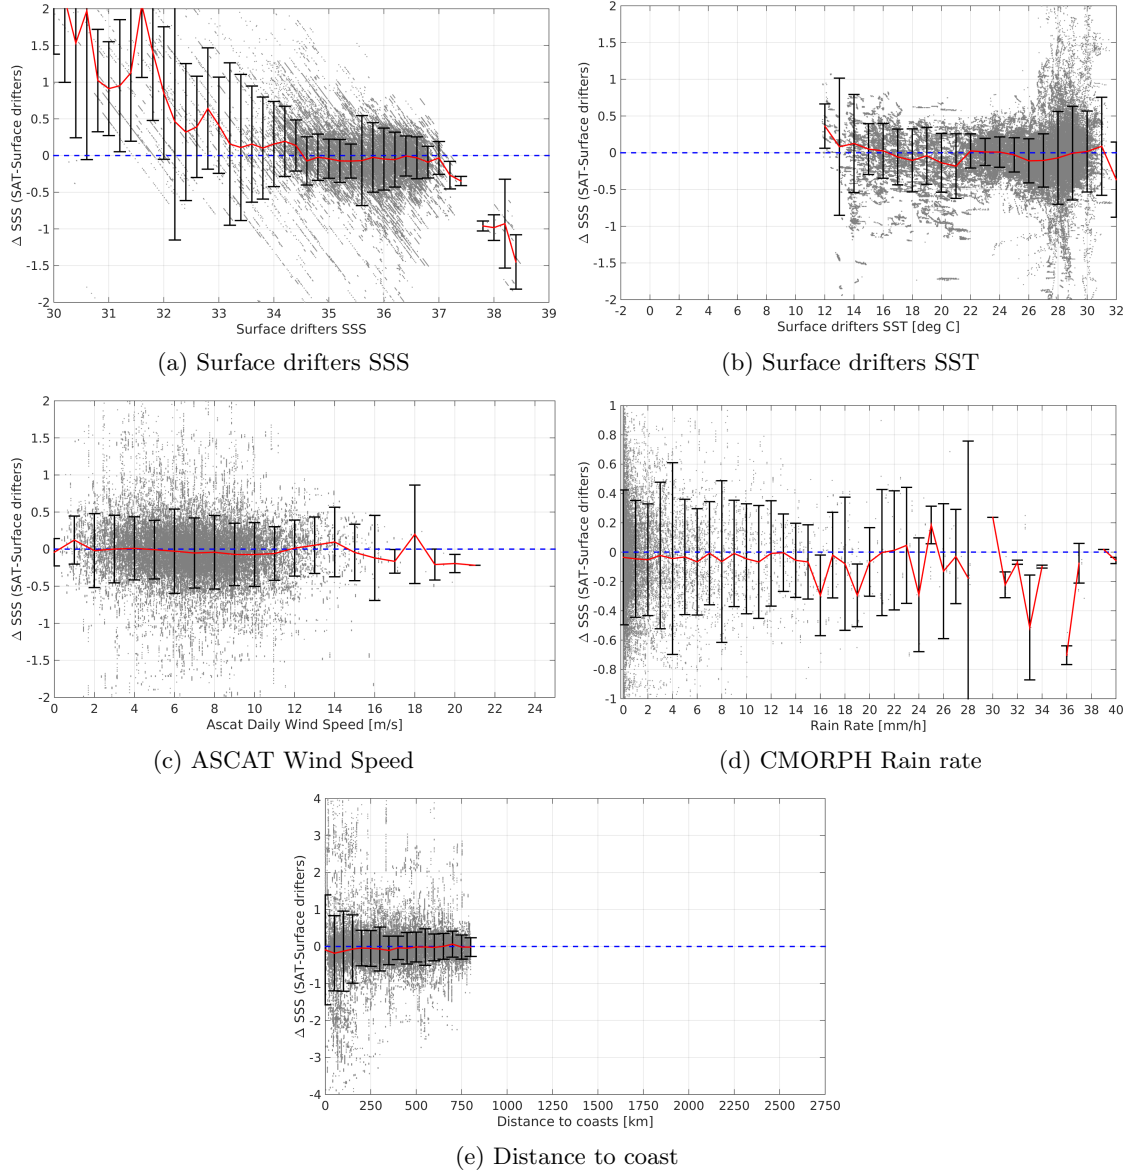 2
1.5
1
0.5
0
-0.5
-1
-1.5
-2
Δ SSS (SAT-Surface drifters)
30 31 32 33 34 35 36 37 38 39
Surface drifters SSS
(a) Surface drifters SSS
2
1.5
1
0.5
0
-0.5
-1
-1.5
-2
Δ SSS (SAT-Surface drifters)
-2 0 2 4 6 8 10 12 14 16 18 20 22 24 26 28 30 32
Surface drifters SST [deg C]
(b) Surface drifters SST
2
1.5
1
0.5
0
-0.5
-1
-1.5
-2
Δ SSS (SAT-Surface drifters)
0 2 4 6 8 10 12 14 16 18 20 22 24
Ascat Daily Wind Speed [m/s]
(c) ASCAT Wind Speed
1
0.8
0.6
0.4
0.2
0
-0.2
-0.4
-0.6
-0.8
-1
Δ SSS (SAT-Surface drifters)
0 2 4 6 8 10 12 14 16 18 20 22 24 26 28 30 32 34 36 38 40
Rain Rate [mm/h]
(d) CMORPH Rain rate
4
3
2
1
0
-1
-2
-3
-4
Δ SSS (SAT-Surface drifters)
0 250 500 750 1000 1250 1500 1750 2000 2250 2500 2750
Distance to coasts [km]
(e) Distance to coast